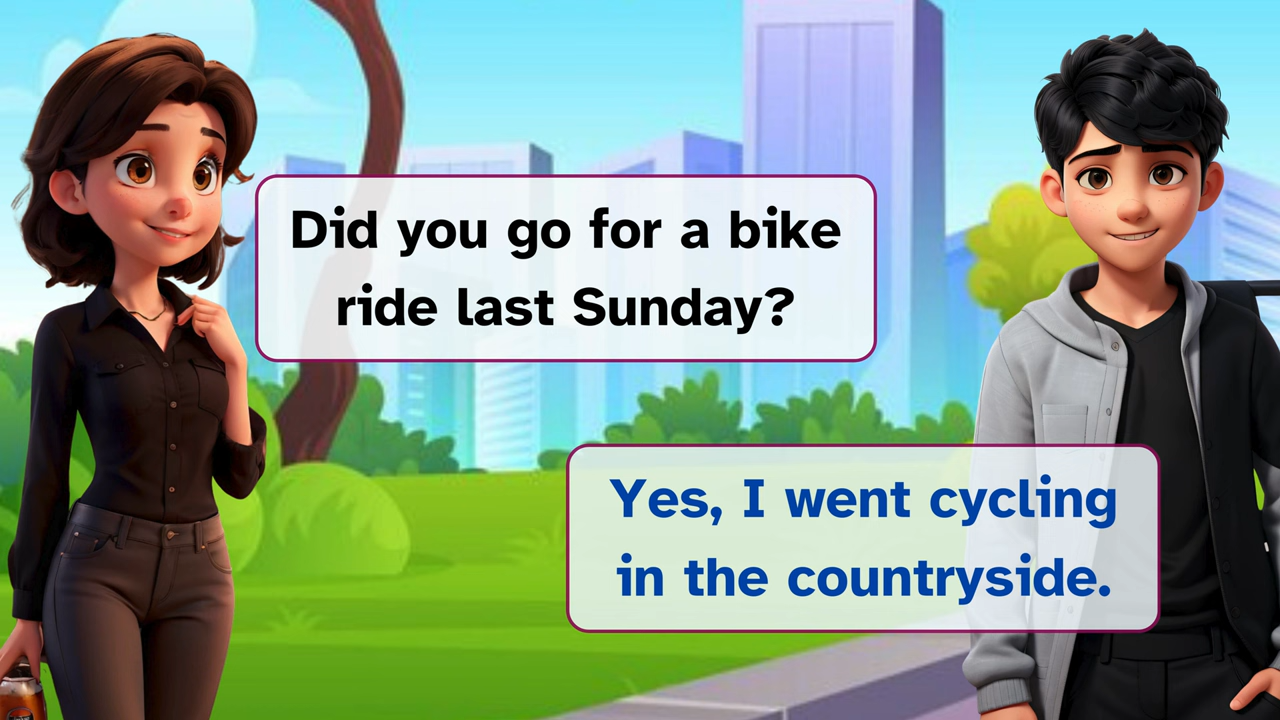 Did you go for a bike
ride last Sunday?
Yes, I went cycling
in the countryside.